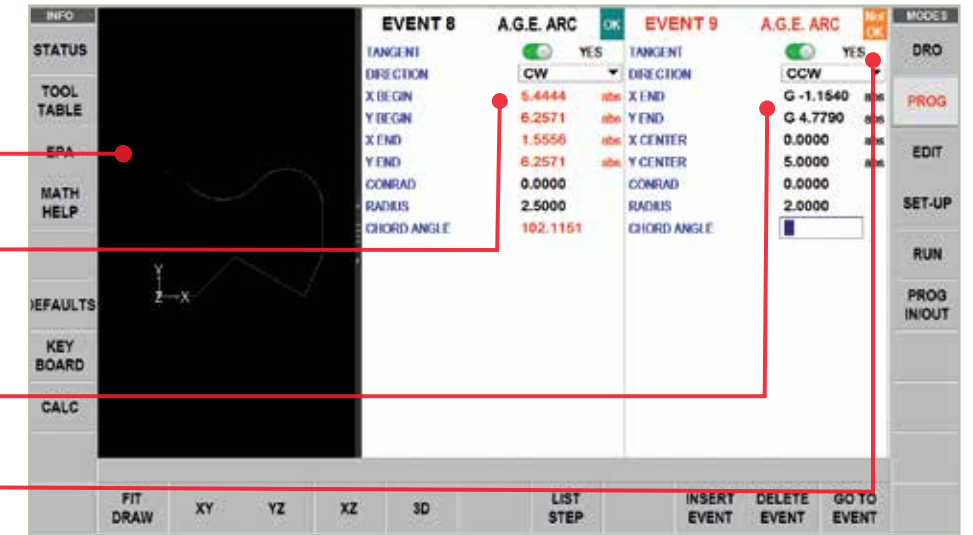 INFO
STATUS
TOOL
TABLE
EPA
MATH
HELP
DEFAULTS
KEY
BOARD
CALC
Y
Z X
EVENT 8 A.G.E. ARC OK
TANGENT YES
DIRECTION CW
X BEGIN 5.4444 abs
Y BEGIN 6.2571 abs
X END 1.5556 abs
Y END 6.2571 abs
CONRAD 0.0000
RADIUS 2.5000
CHORD ANGLE 102.1151
EVENT 9 A.G.E. ARC Not OK
TANGENT YES
DIRECTION CCW
X END G -1.1540 abs
Y END G 4.7790 abs
X CENTER 0.0000 abs
Y CENTER 5.0000 abs
CONRAD 0.0000
RADIUS 2.0000
CHORD ANGLE
MODES
DRO
PROG
EDIT
SET-UP
RUN
PROG
IN/OUT
FIT
DRAW
XY
YZ
XZ
3D
LIST
STEP
INSERT
EVENT
DELETE
EVENT
GO TO
EVENT